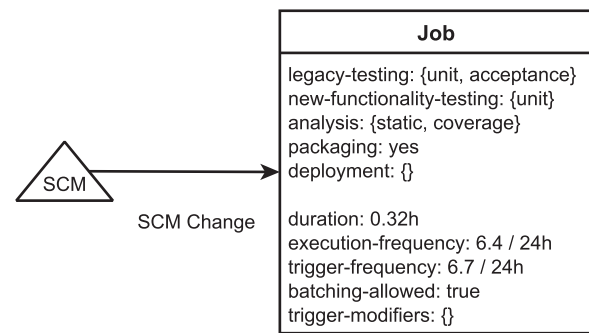 Job
legacy-testing: {unit, acceptance}
new-functionality-testing: {unit}
analysis: {static, coverage}
packaging: yes
deployment: {}
SCM
SCM Change
duration: 0.32h
execution-frequency: 6.4 / 24h
trigger-frequency: 6.7 / 24h
batching-allowed: true
trigger-modifiers: {}